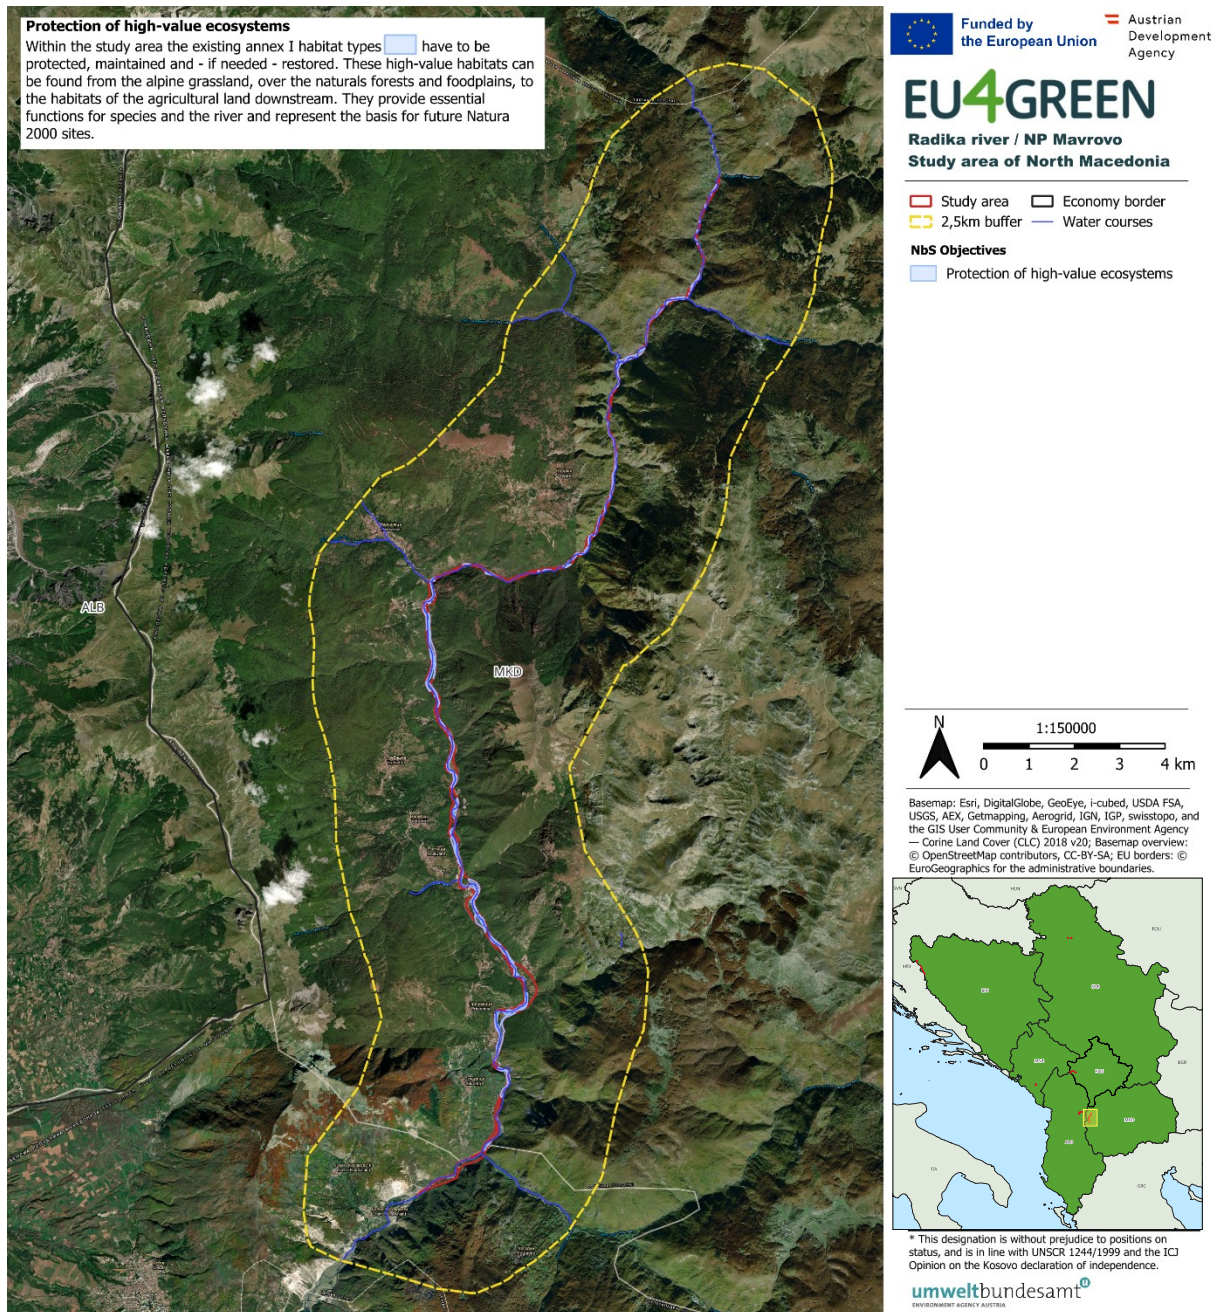 Protection of high-value ecosystems
Within the study area the existing annex I habitat types have to be
protected, maintained and - if needed - restored. These high-value habitats can
be found from the alpine grassland, over the naturals forests and foodplains, to
the habitats of the agricultural land downstream. They provide essential
functions for species and the river and represent the basis for future Natura
2000 sites.
ALB
MKD
Funded by
the European Union
Austrian
Development
Agency
EU4GREEN
Radika river / NP Mavrovo
Study area of North Macedonia
Study area
Economy border
2,5km buffer
Water courses
NbS Objectives
Protection of high-value ecosystems
N
1:150000
0 1 2 3 4 km
Basemap: Esri, DigitalGlobe, GeoEye, i-cubed, USDA FSA,
USGS, AEX, Getmapping, Aerogrid, IGN, IGP, swisstopo, and
the GIS User Community & European Environment Agency
— Corine Land Cover (CLC) 2018 v20; Basemap overview:
© OpenStreetMap contributors, CC-BY-SA; EU borders: ©
EuroGeographics for the administrative boundaries.
SVN
HUN
ROU
HRV
BIH
SRB
BGR
ITA
GRC
* This designation is without prejudice to positions on
status, and is in line with UNSCR 1244/1999 and the ICJ
Opinion on the Kosovo declaration of independence.
umweltbundesamt
ENVIRONMENT AGENCY AUSTRIA